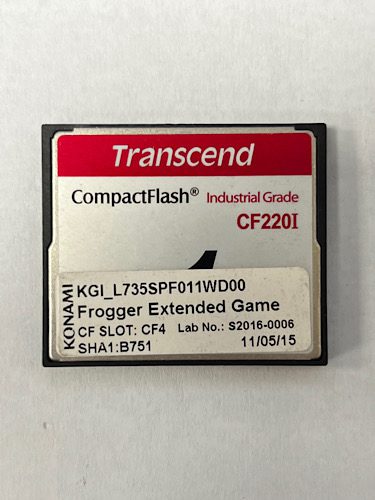 Transcend
CompactFlash® Industrial Grade
CF220I
KONAMI
KGI_L735SPF011WD00
Frogger Extended Game
CF SLOT: CF4 Lab No.: S2016-0006
SHA1:B751 11/05/15